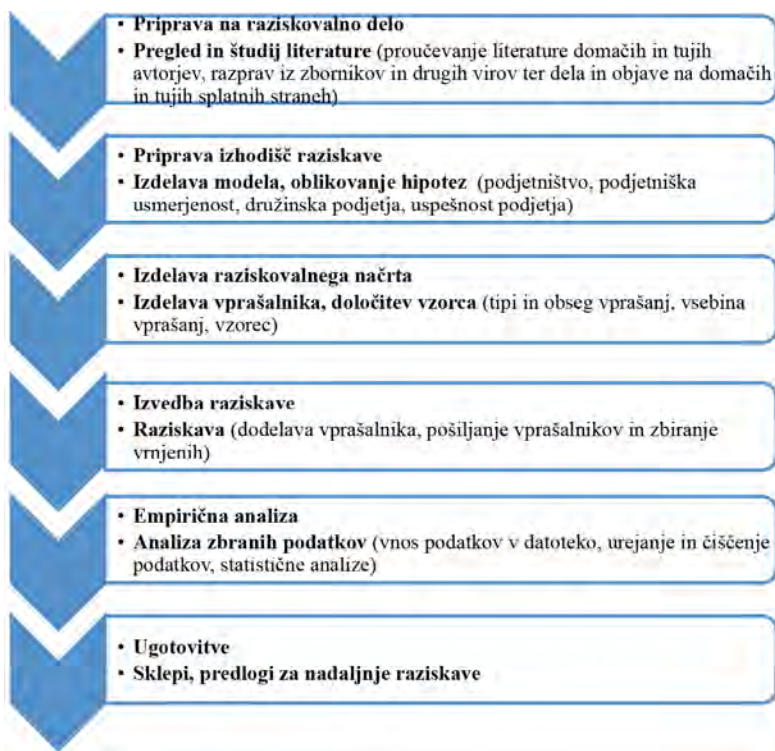 • Priprava na raziskovalno delo
• Pregled in študij literature (proučevanje literature domačih in tujih
avtorjev, razprav iz zbornikov in drugih virov ter dela in objave na domačih
in tujih splatnih straneh)
• Priprava izhodišč raziskave
• Izdelava modela, oblikovanje hipotez (podjetništvo, podjetniška
usmerjenost, družinska podjetja, uspešnost podjetja)
• Izdelava raziskovalnega načrta
• Izdelava vprašalnika, določitev vzorca (tipi in obseg vprašanj, vsebina
vprašanj, vzorec)
• Izvedba raziskave
• Raziskava (dodelava vprašalnika, pošiljanje vprašalnikov in zbiranje
vrnjenih)
• Empirična analiza
• Analiza zbranih podatkov (vnos podatkov v datoteko, urejanje in čiščenje
podatkov, statistične analize)
• Ugotovitve
• Sklepi, predlogi za nadaljnje raziskave